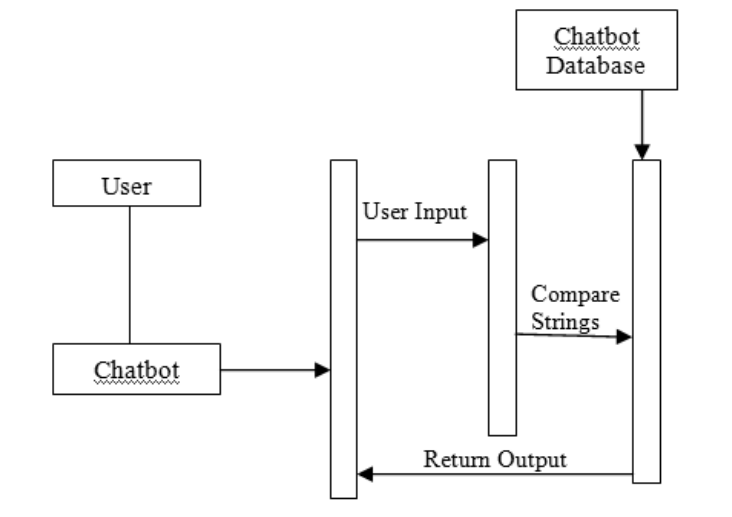 Chatbot
Database
User
User Input
Compare
Strings
Chatbot
Return Output